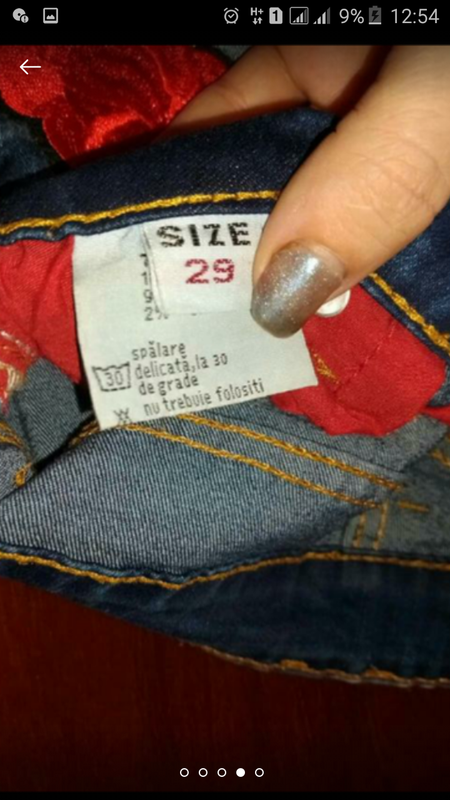 H+
1
9%
12:54
SIZE
29
2%
30
spălare
delicată,la 30
de grade
nu trebuie folositi